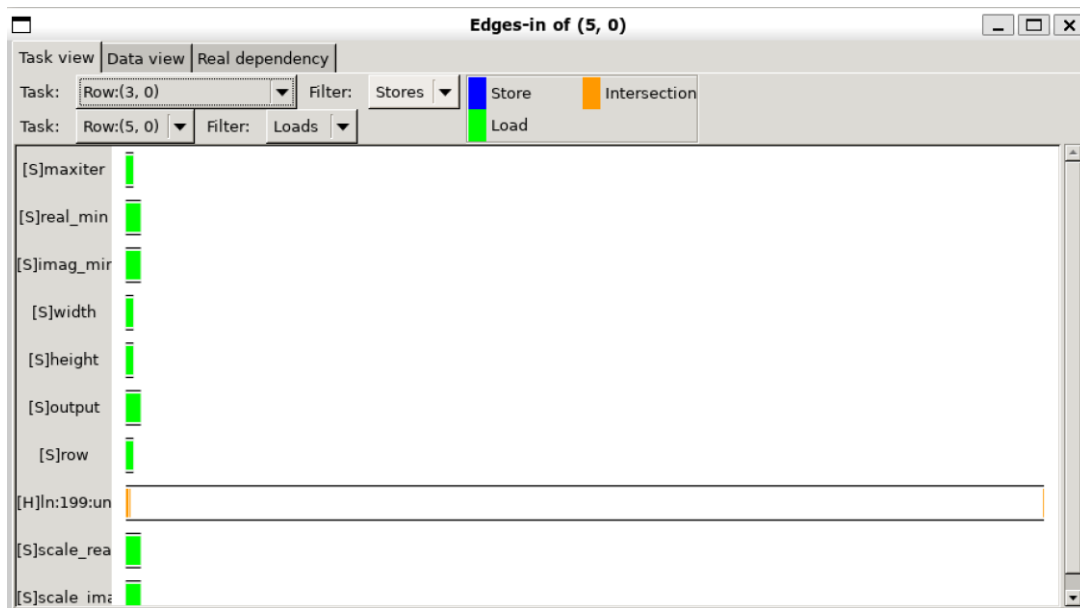 Edges-in of (5, 0)
Task view Data view Real dependency
Task: Row:(3, 0) Filter: Stores Store Intersection
Task: Row:(5, 0) Filter: Loads Load
[S]maxiter
[S]real_min
[S]imag_mir
[S]width
[S]height
[S]output
[S]row
[H]ln:199:un
[S]scale_rea
[S]scale_ima